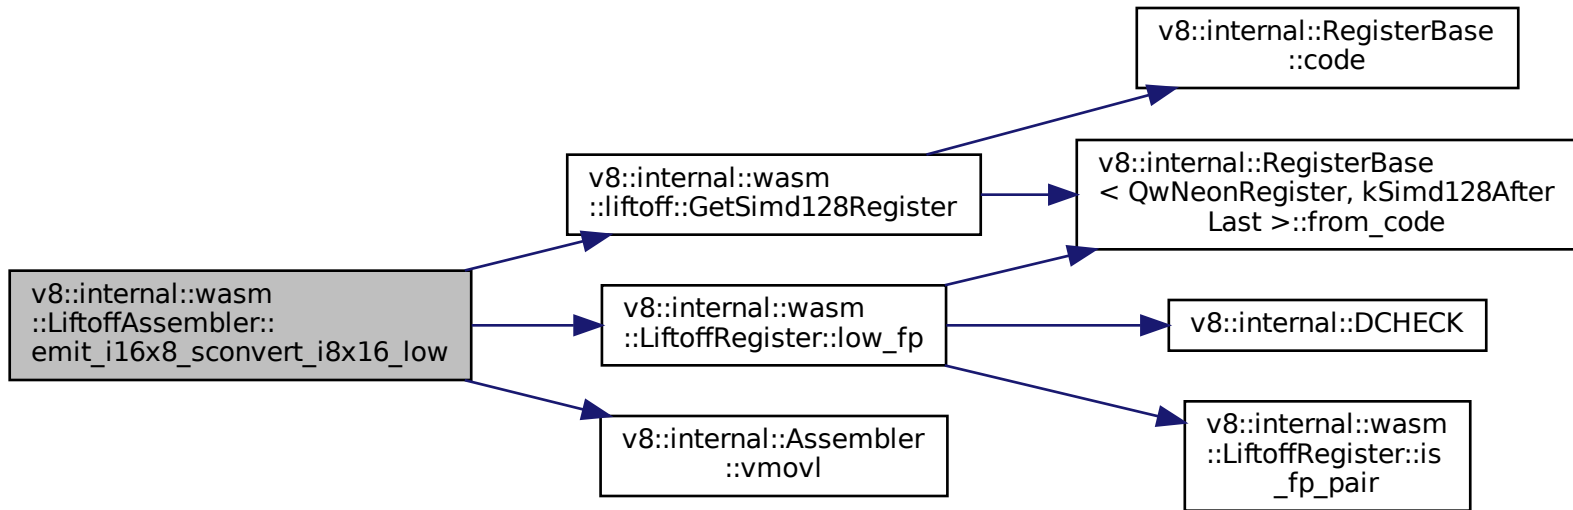 v8::internal::wasm
::LiftoffAssembler::
emit_i16x8_sconvert_i8x16_low
v8::internal::wasm
::liftoff::GetSimd128Register
v8::internal::wasm
::LiftoffRegister::low_fp
v8::internal::Assembler
::vmovl
v8::internal::RegisterBase
::code
v8::internal::RegisterBase
< QwNeonRegister, kSimd128After
Last >::from_code
v8::internal::DCHECK
v8::internal::wasm
::LiftoffRegister::is
_fp_pair